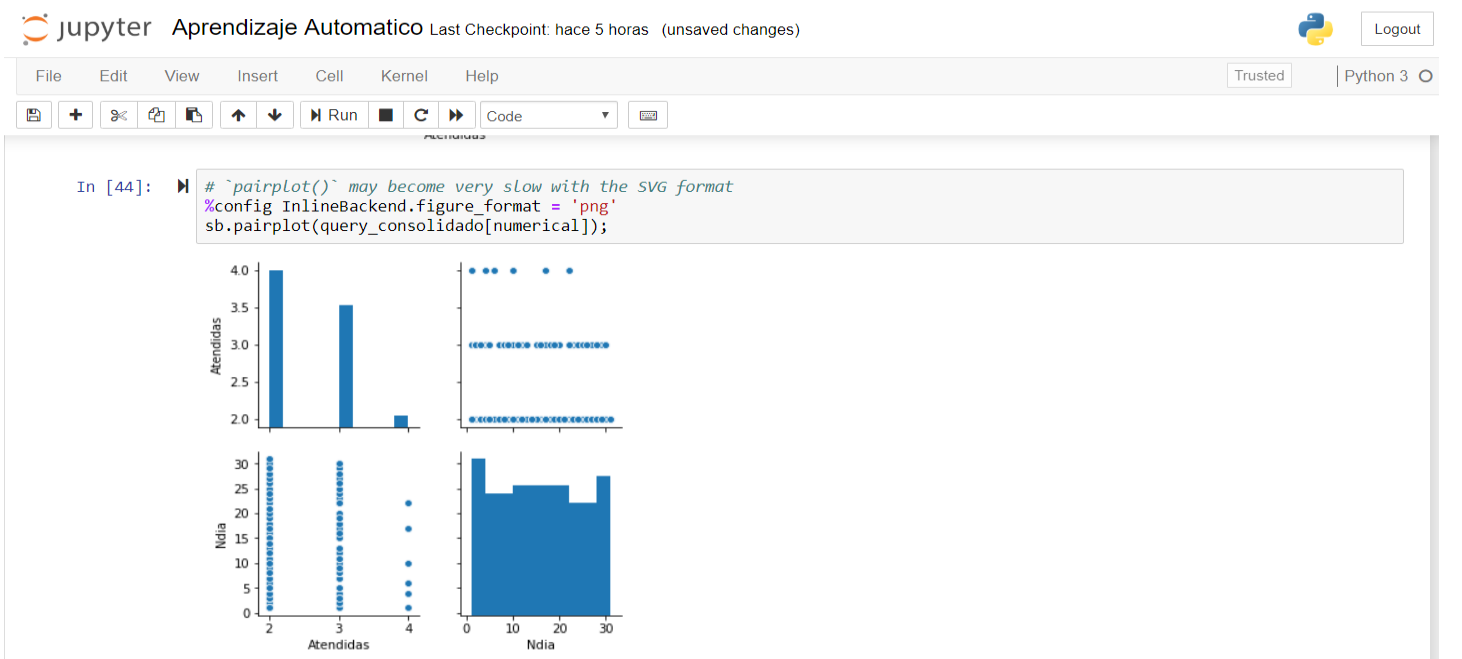 jupyter Aprendizaje Automatico Last Checkpoint: hace 5 horas (unsaved changes) Logout
File Edit View Insert Cell Kernel Help Trusted Python 3
Run Code
Atendidas
In [44]: # `pairplot()` may become very slow with the SVG format
%config InlineBackend.figure_format = 'png'
sb.pairplot(query_consolidado[numerical]);
4.0
3.5
3.0
2.5
2.0
Atendidas
30
25
20
15
10
5
0
Ndia
2 3 4
Atendidas
0 10 20 30
Ndia